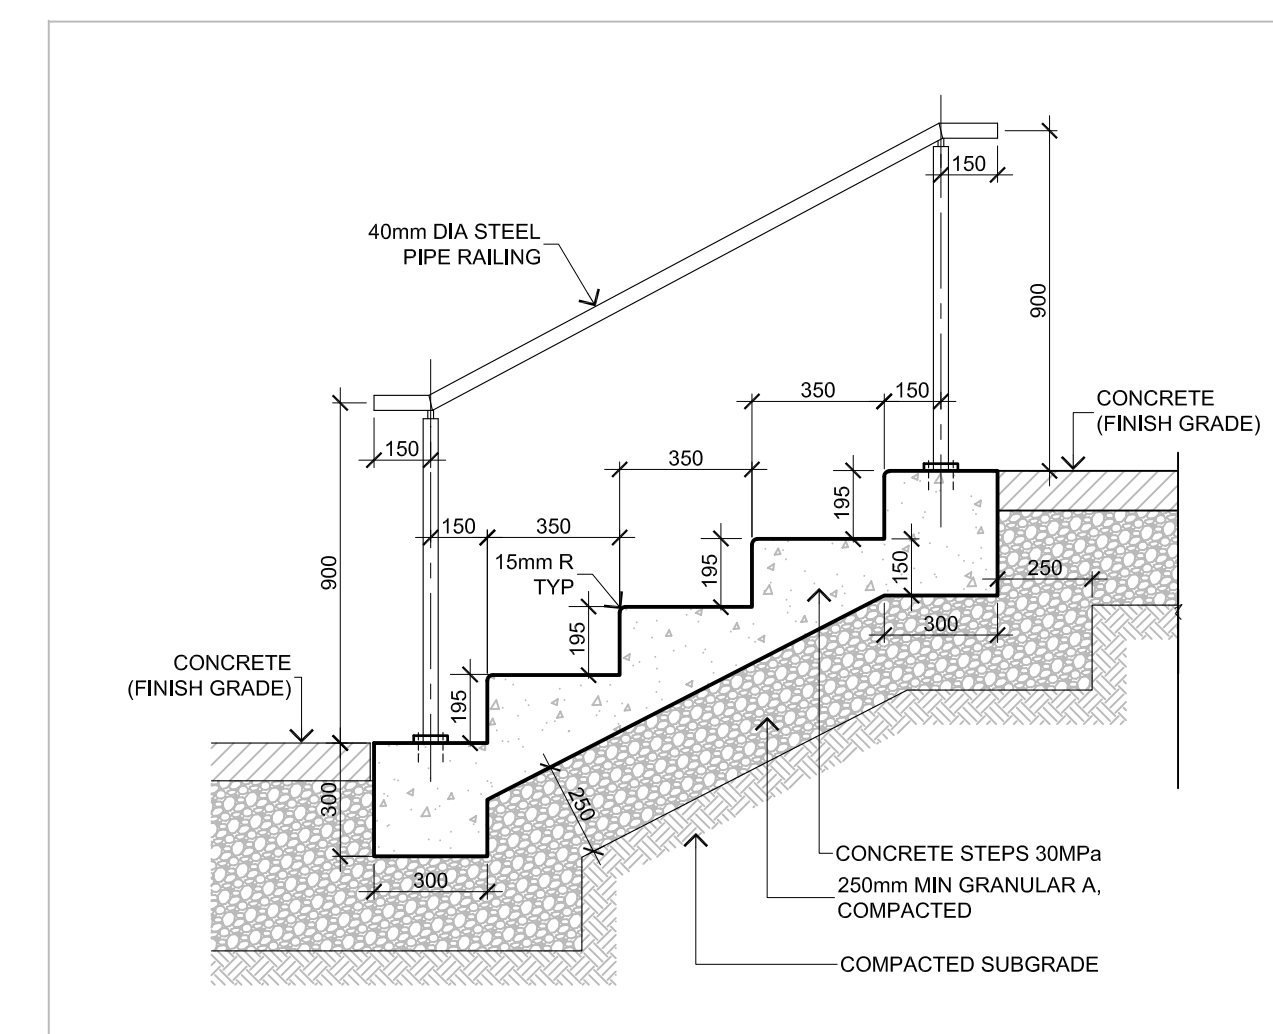 150
40mm DIA STEEL
PIPE RAILING
900
350
150
CONCRETE
(FINISH GRADE)
150
350
195
150
350
15mm R
TYP
195
150
250
900
195
300
CONCRETE
(FINISH GRADE)
195
300
250
300
CONCRETE STEPS 30MPa
250mm MIN GRANULAR A,
COMPACTED
COMPACTED SUBGRADE